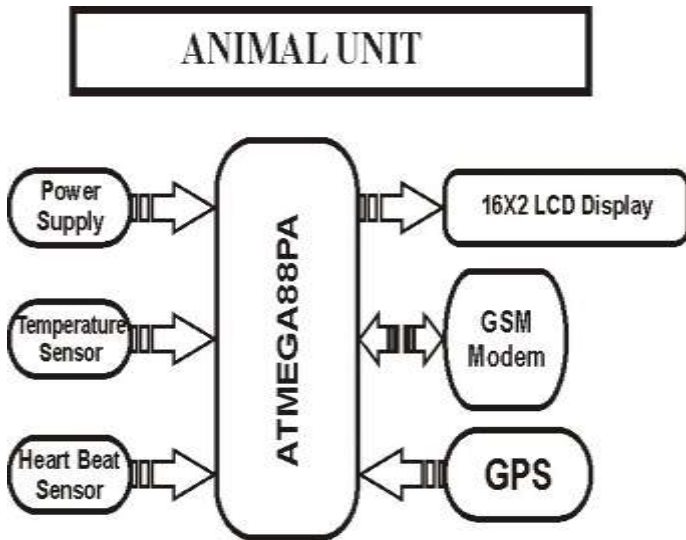 ANIMAL UNIT
Power
Supply
Temperature
Sensor
Heart Beat
Sensor
ATMEGA88PA
16X2 LCD Display
GSM
Modem
GPS